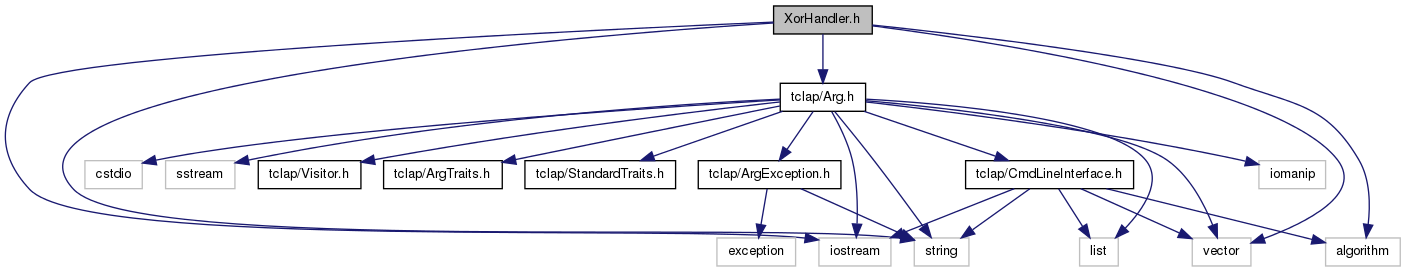 XorHandler.h
tclap/Arg.h
cstdio
sstream
tclap/Visitor.h
tclap/ArgTraits.h
tclap/StandardTraits.h
tclap/ArgException.h
tclap/CmdLineInterface.h
iomanip
exception
iostream
string
list
vector
algorithm